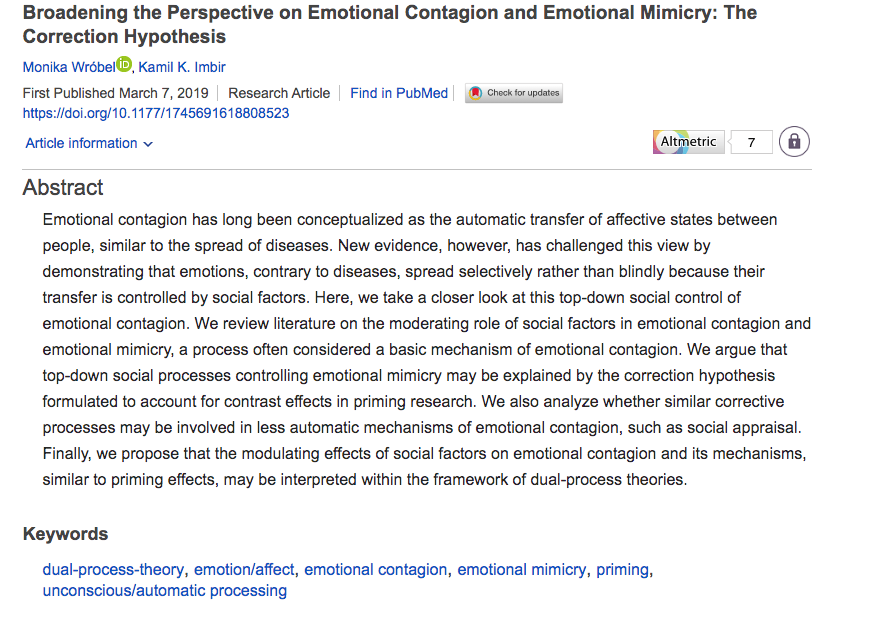 Broadening the Perspective on Emotional Contagion and Emotional Mimicry: The
Correction Hypothesis
Monika Wróbel iD, Kamil K. Imbir
First Published March 7, 2019 | Research Article | Find in PubMed | Check for updates
https://doi.org/10.1177/1745691618808523
Article information
Altmetric 7
Abstract
Emotional contagion has long been conceptualized as the automatic transfer of affective states between
people, similar to the spread of diseases. New evidence, however, has challenged this view by
demonstrating that emotions, contrary to diseases, spread selectively rather than blindly because their
transfer is controlled by social factors. Here, we take a closer look at this top-down social control of
emotional contagion. We review literature on the moderating role of social factors in emotional contagion and
emotional mimicry, a process often considered a basic mechanism of emotional contagion. We argue that
top-down social processes controlling emotional mimicry may be explained by the correction hypothesis
formulated to account for contrast effects in priming research. We also analyze whether similar corrective
processes may be involved in less automatic mechanisms of emotional contagion, such as social appraisal.
Finally, we propose that the modulating effects of social factors on emotional contagion and its mechanisms,
similar to priming effects, may be interpreted within the framework of dual-process theories.
Keywords
dual-process-theory, emotion/affect, emotional contagion, emotional mimicry, priming,
unconscious/automatic processing